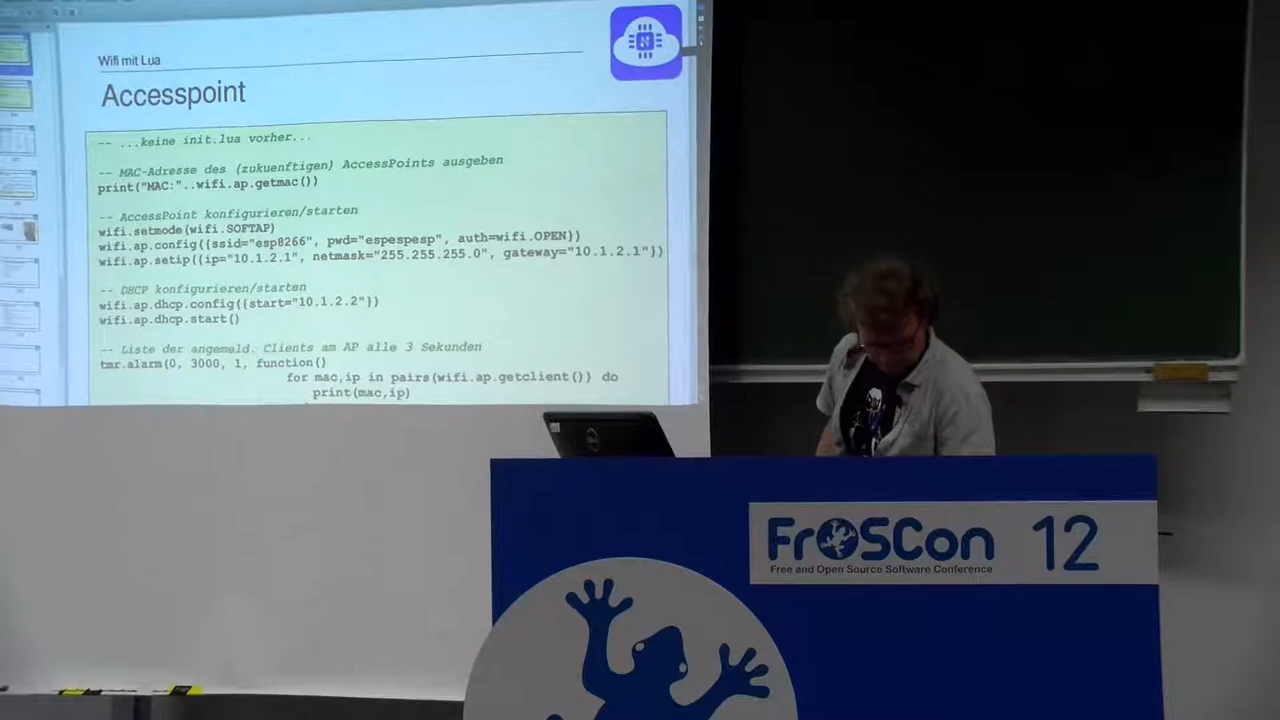 Wifi mit Lua
Accesspoint
-- ...keine init.lua vorher...
-- MAC-Adresse des (zukuenftigen) AccessPoints ausgeben
print("MAC:"..wifi.ap.getmac())
-- AccessPoint konfigurieren/starten
wifi.setmode(wifi.SOFTAP)
wifi.ap.config({ssid="esp8266", pwd="espespesp", auth=wifi.OPEN})
wifi.ap.setip({ip="10.1.2.1", netmask="255.255.255.0", gateway="10.1.2.1"})
-- DHCP konfigurieren/starten
wifi.ap.dhcp.config({start="10.1.2.2"})
wifi.ap.dhcp.start()
-- Liste der angemeld. Clients am AP alle 3 Sekunden
tmr.alarm(0, 3000, 1, function()
for mac,ip in pairs(wifi.ap.getclient()) do
print(mac,ip)
FrOSCon 12
Free and Open Source Software Conference